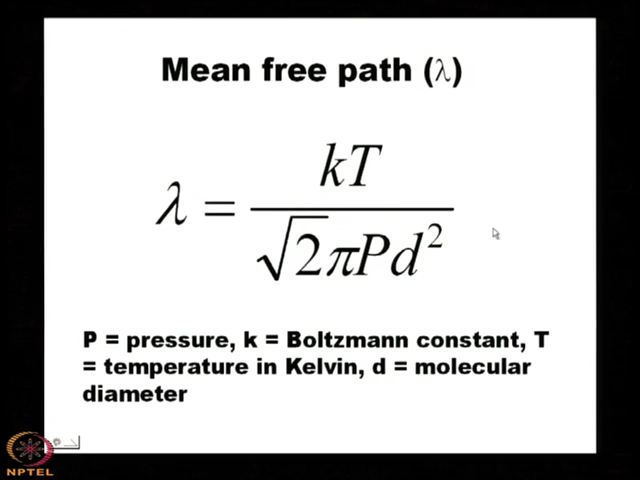 Mean free path (λ)
λ = kT / √2πPd²
P = pressure, k = Boltzmann constant, T
= temperature in Kelvin, d = molecular
diameter
NPTEL